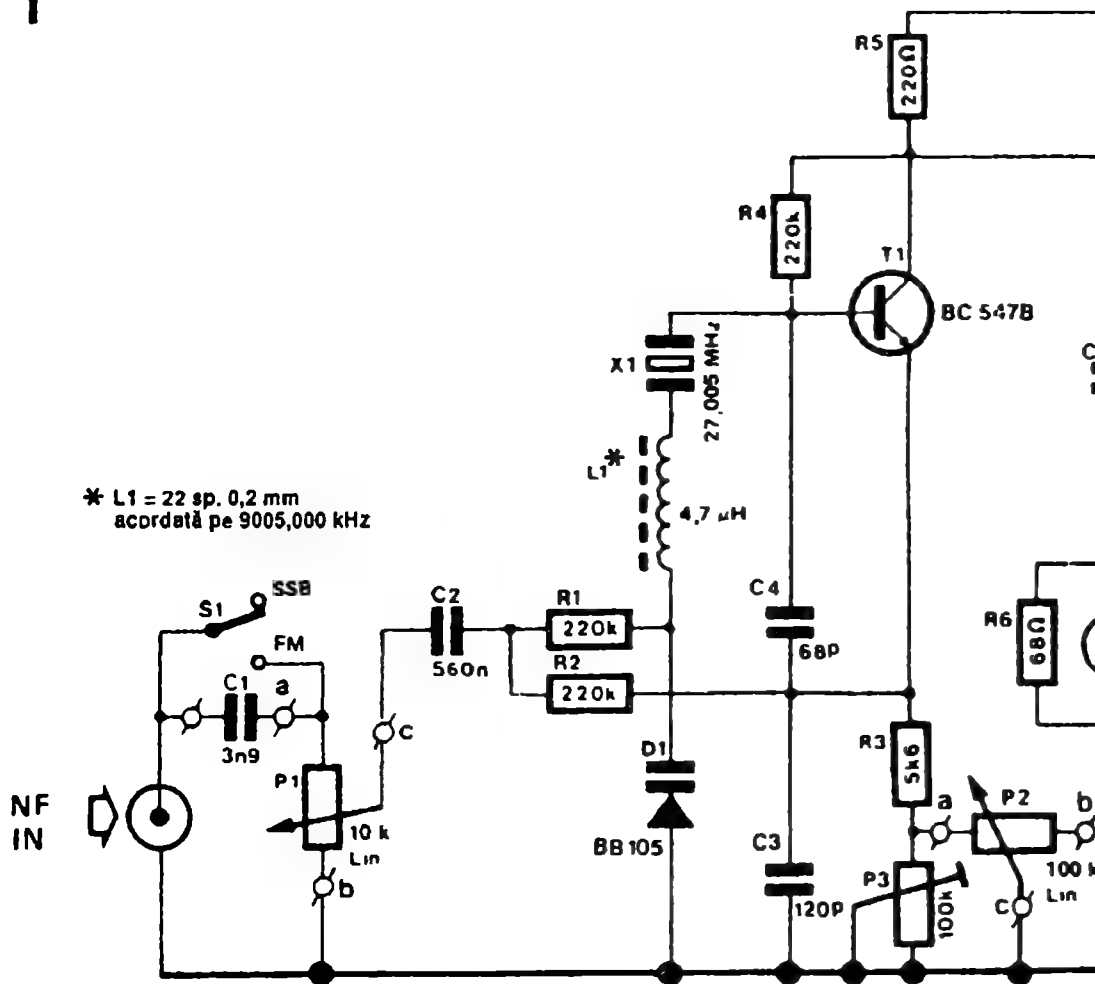 R5
220Ω
R4
220k
T1
BC 547B
X1
27,005 MHz
L1*
4,7 μH
* L1 = 22 sp. 0,2 mm
acordată pe 9005,000 kHz
SSB
S1
FM
C1
a
3n9
C2
560n
R1
220k
R2
220k
C4
68p
R6
68Ω
c
P1
10 k
Lin
b
NF
IN
D1
BB105
C3
120p
R3
5k6
a
P2
b
100 k
Lin
P3
100k
c
C